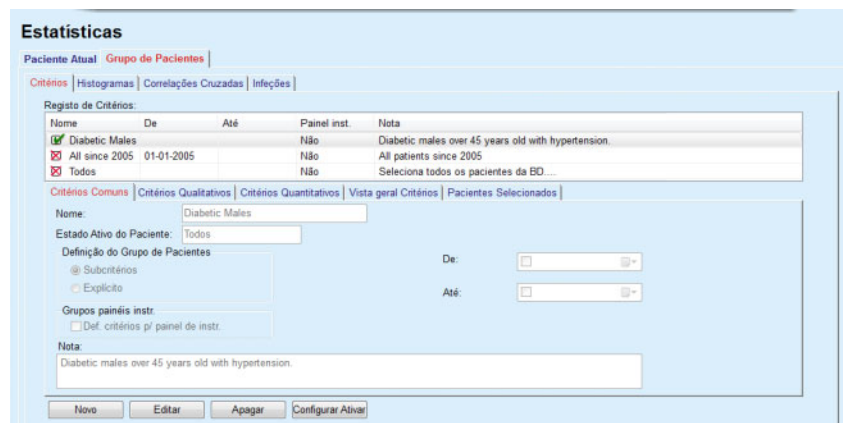 Estatísticas
Paciente Atual Grupo de Pacientes
Critérios Histogramas Correlações Cruzadas Infeções
Registo de Critérios:
Nome De Até Painel inst. Nota
Diabetic Males Não Diabetic males over 45 years old with hypertension.
All since 2005 01-01-2005 Não All patients since 2005
Todos Não Seleciona todos os pacientes da BD....
Critérios Comuns Critérios Qualitativos Critérios Quantitativos Vista geral Critérios Pacientes Selecionados
Nome: Diabetic Males
Estado Ativo do Paciente: Todos
Definição do Grupo de Pacientes
De:
Subcritérios
Explícito
Até:
Grupos painéis instr.
Def. critérios p/ painel de instr.
Nota:
Diabetic males over 45 years old with hypertension.
Novo Editar Apagar Configurar Ativar